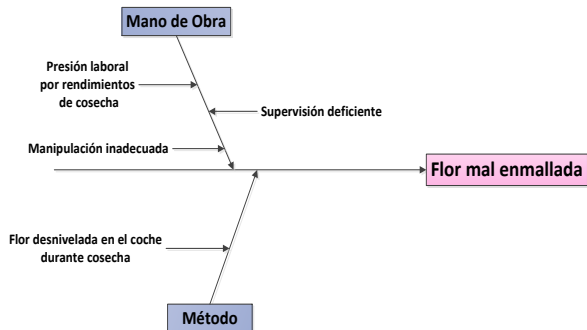 Mano de Obra
Presión laboral
por rendimientos
de cosecha
Supervisión deficiente
Manipulación inadecuada
Flor mal enmallada
Flor desnivelada en el coche
durante cosecha
Método